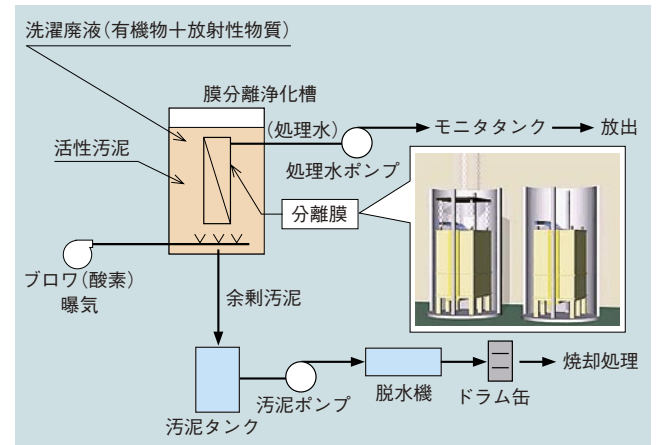 洗濯廃液(有機物+放射性物質)
膜分離浄化槽
(処理水)
モニタタンク
放出
活性汚泥
処理水ポンプ
分離膜
ブロワ(酸素)
曝気
余剰汚泥
焼却処理
汚泥ポンプ
脱水機
ドラム缶
汚泥タンク